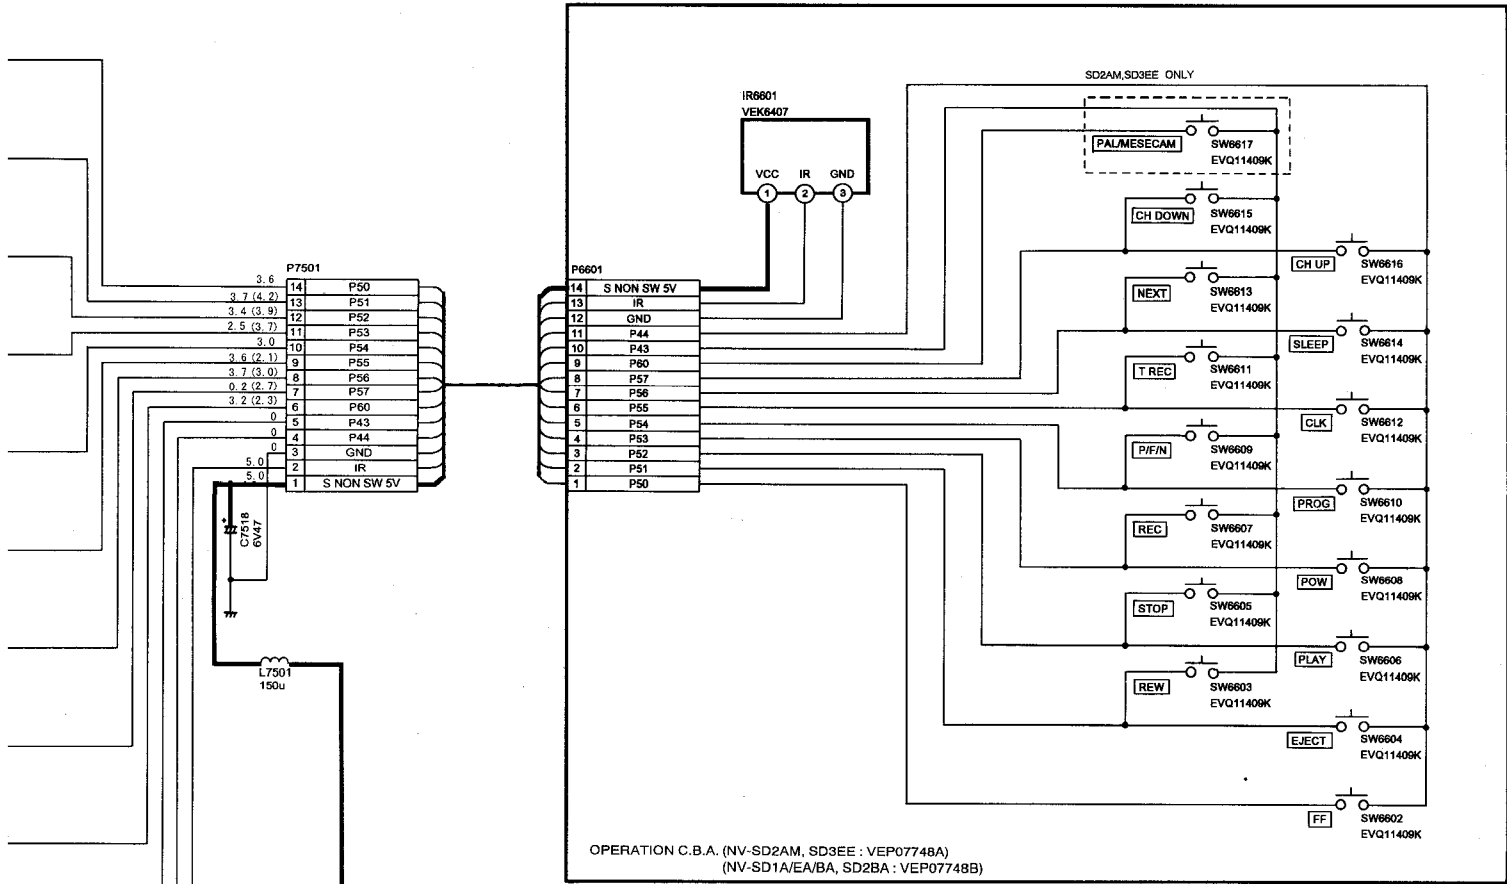 SD2AM,SD3EE ONLY
IR6601
VEK6407
VCC IR GND
1 2 3
PAL/MESECAM
SW6617
EVQ11409K
CH DOWN
SW6615
EVQ11409K
CH UP
SW6616
EVQ11409K
NEXT
SW6613
EVQ11409K
SLEEP
SW6614
EVQ11409K
T REC
SW6611
EVQ11409K
CLK
SW6612
EVQ11409K
P/F/N
SW6609
EVQ11409K
PROG
SW6610
EVQ11409K
REC
SW6607
EVQ11409K
POW
SW6608
EVQ11409K
STOP
SW6605
EVQ11409K
PLAY
SW6606
EVQ11409K
REW
SW6603
EVQ11409K
EJECT
SW6604
EVQ11409K
FF
SW6602
EVQ11409K
P7501
3.6 14 P50
3.7 (4.2) 13 P51
3.4 (3.9) 12 P52
2.5 (3.7) 11 P53
3.0 10 P54
3.6 (2.1) 9 P55
3.7 (3.0) 8 P56
0.2 (2.7) 7 P57
3.2 (2.3) 6 P60
0 5 P43
0 4 P44
0 3 GND
5.0 2 IR
5.0 1 S NON SW 5V
P6601
14 S NON SW 5V
13 IR
12 GND
11 P44
10 P43
9 P60
8 P57
7 P56
6 P55
5 P54
4 P53
3 P52
2 P51
1 P50
+
C7518
6V47
L7501
150u
OPERATION C.B.A. (NV-SD2AM, SD3EE : VEP07748A)
(NV-SD1A/EA/BA, SD2BA : VEP07748B)